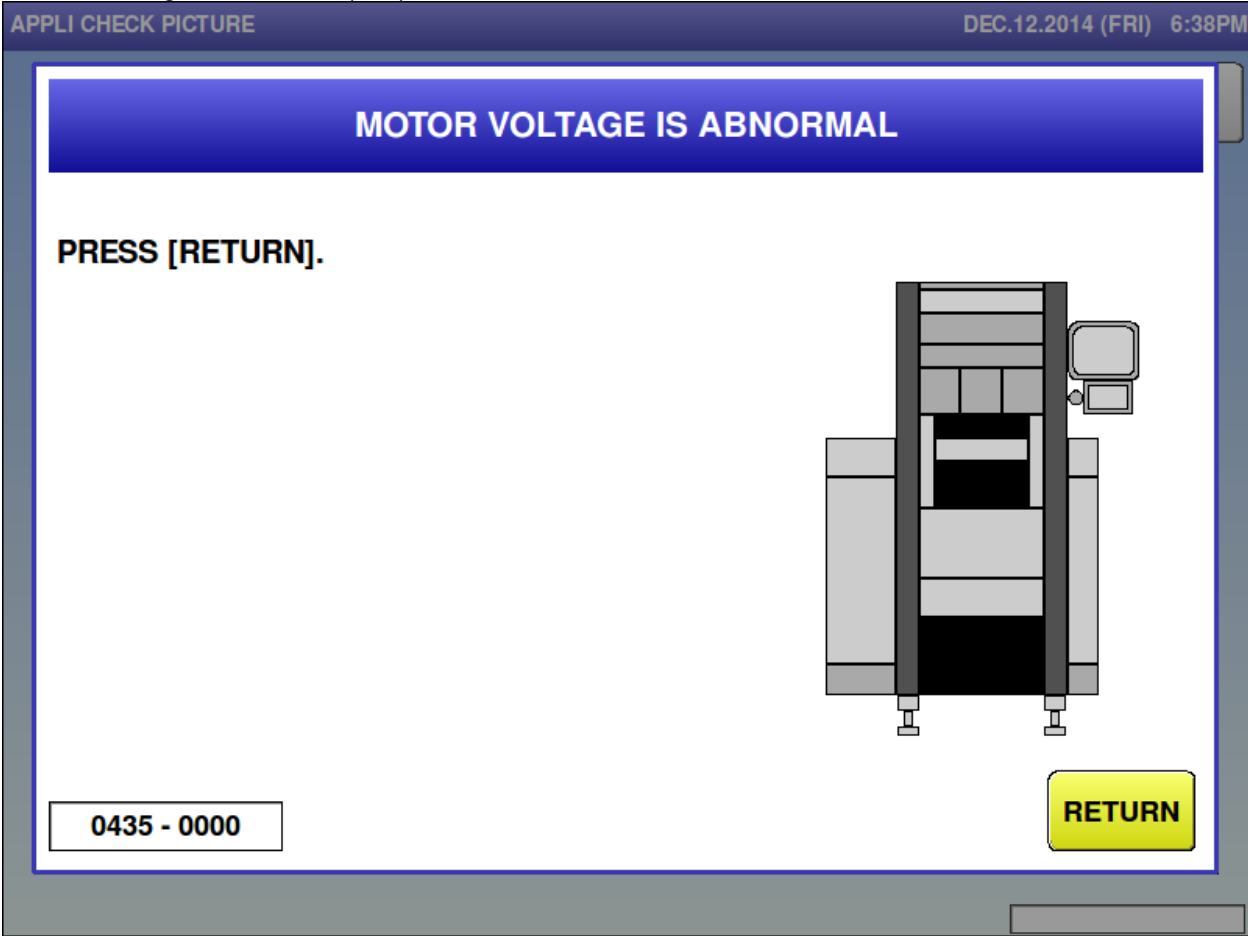 APPLI CHECK PICTURE DEC.12.2014 (FRI) 6:38PM
MOTOR VOLTAGE IS ABNORMAL
PRESS [RETURN].
0435 - 0000
RETURN